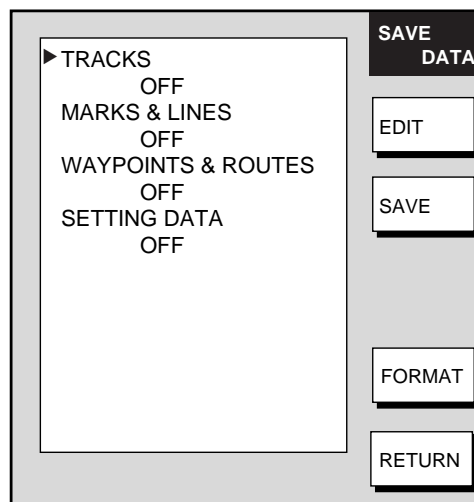 TRACKS
OFF
MARKS & LINES
OFF
WAYPOINTS & ROUTES
OFF
SETTING DATA
OFF
SAVE
DATA
EDIT
SAVE
FORMAT
RETURN